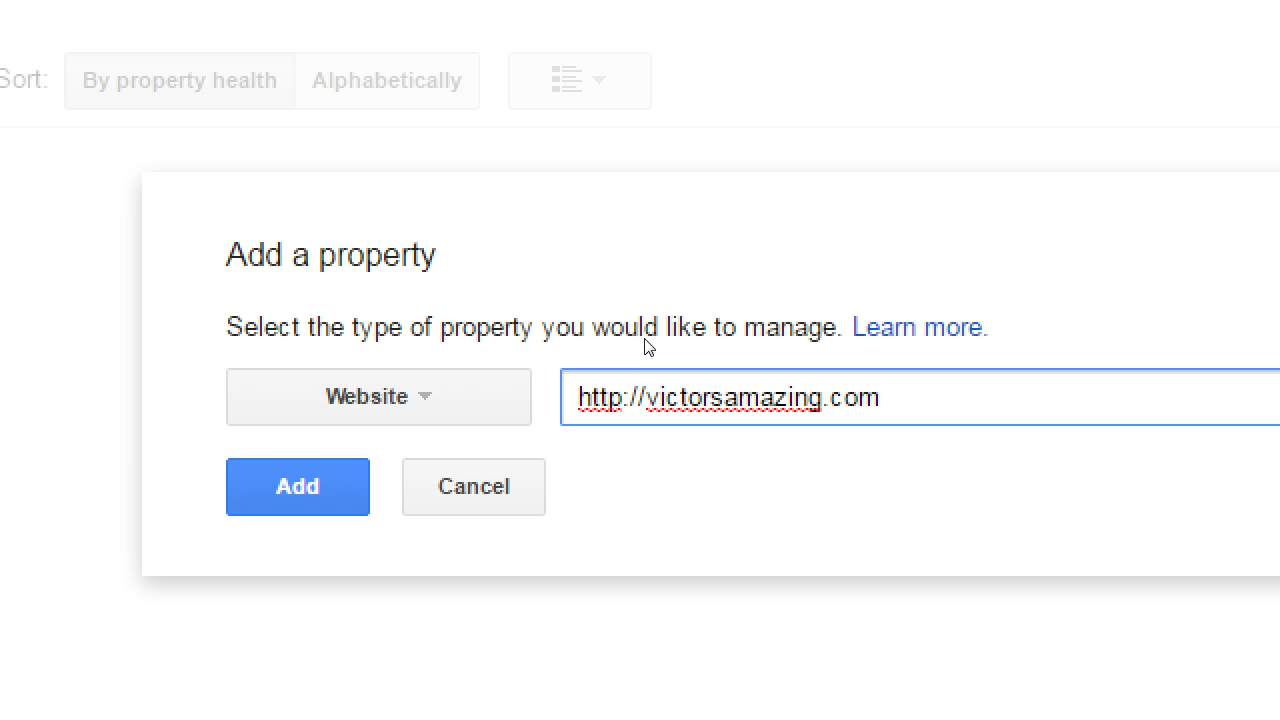 Sort: By property health Alphabetically
Add a property
Select the type of property you would like to manage. Learn more.
Website http://victorsamazing.com
Add Cancel